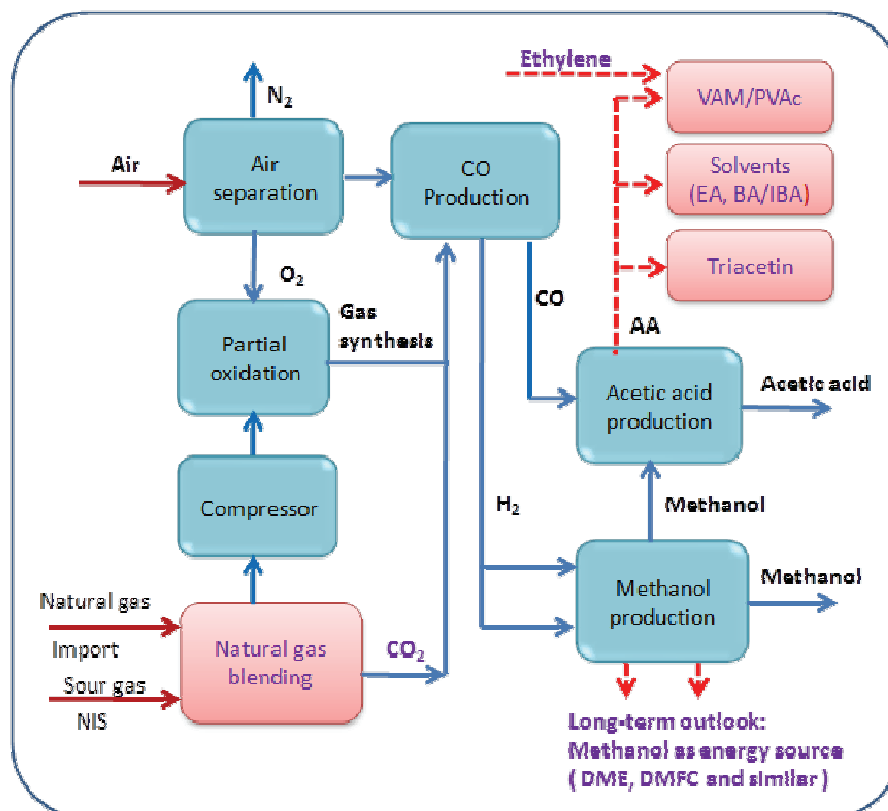 Ethylene
N2
VAM/PVAc
Air
Air
separation
CO
Production
Solvents
(EA, BA/IBA)
Triacetin
O2
Gas
synthesis
CO
AA
Partial
oxidation
Acetic acid
production
Acetic acid
Compressor
H2
Methanol
Natural gas
Import
Sour gas
NIS
Natural gas
blending
CO2
Methanol
production
Methanol
Long-term outlook:
Methanol as energy source
( DME, DMFC and similar )